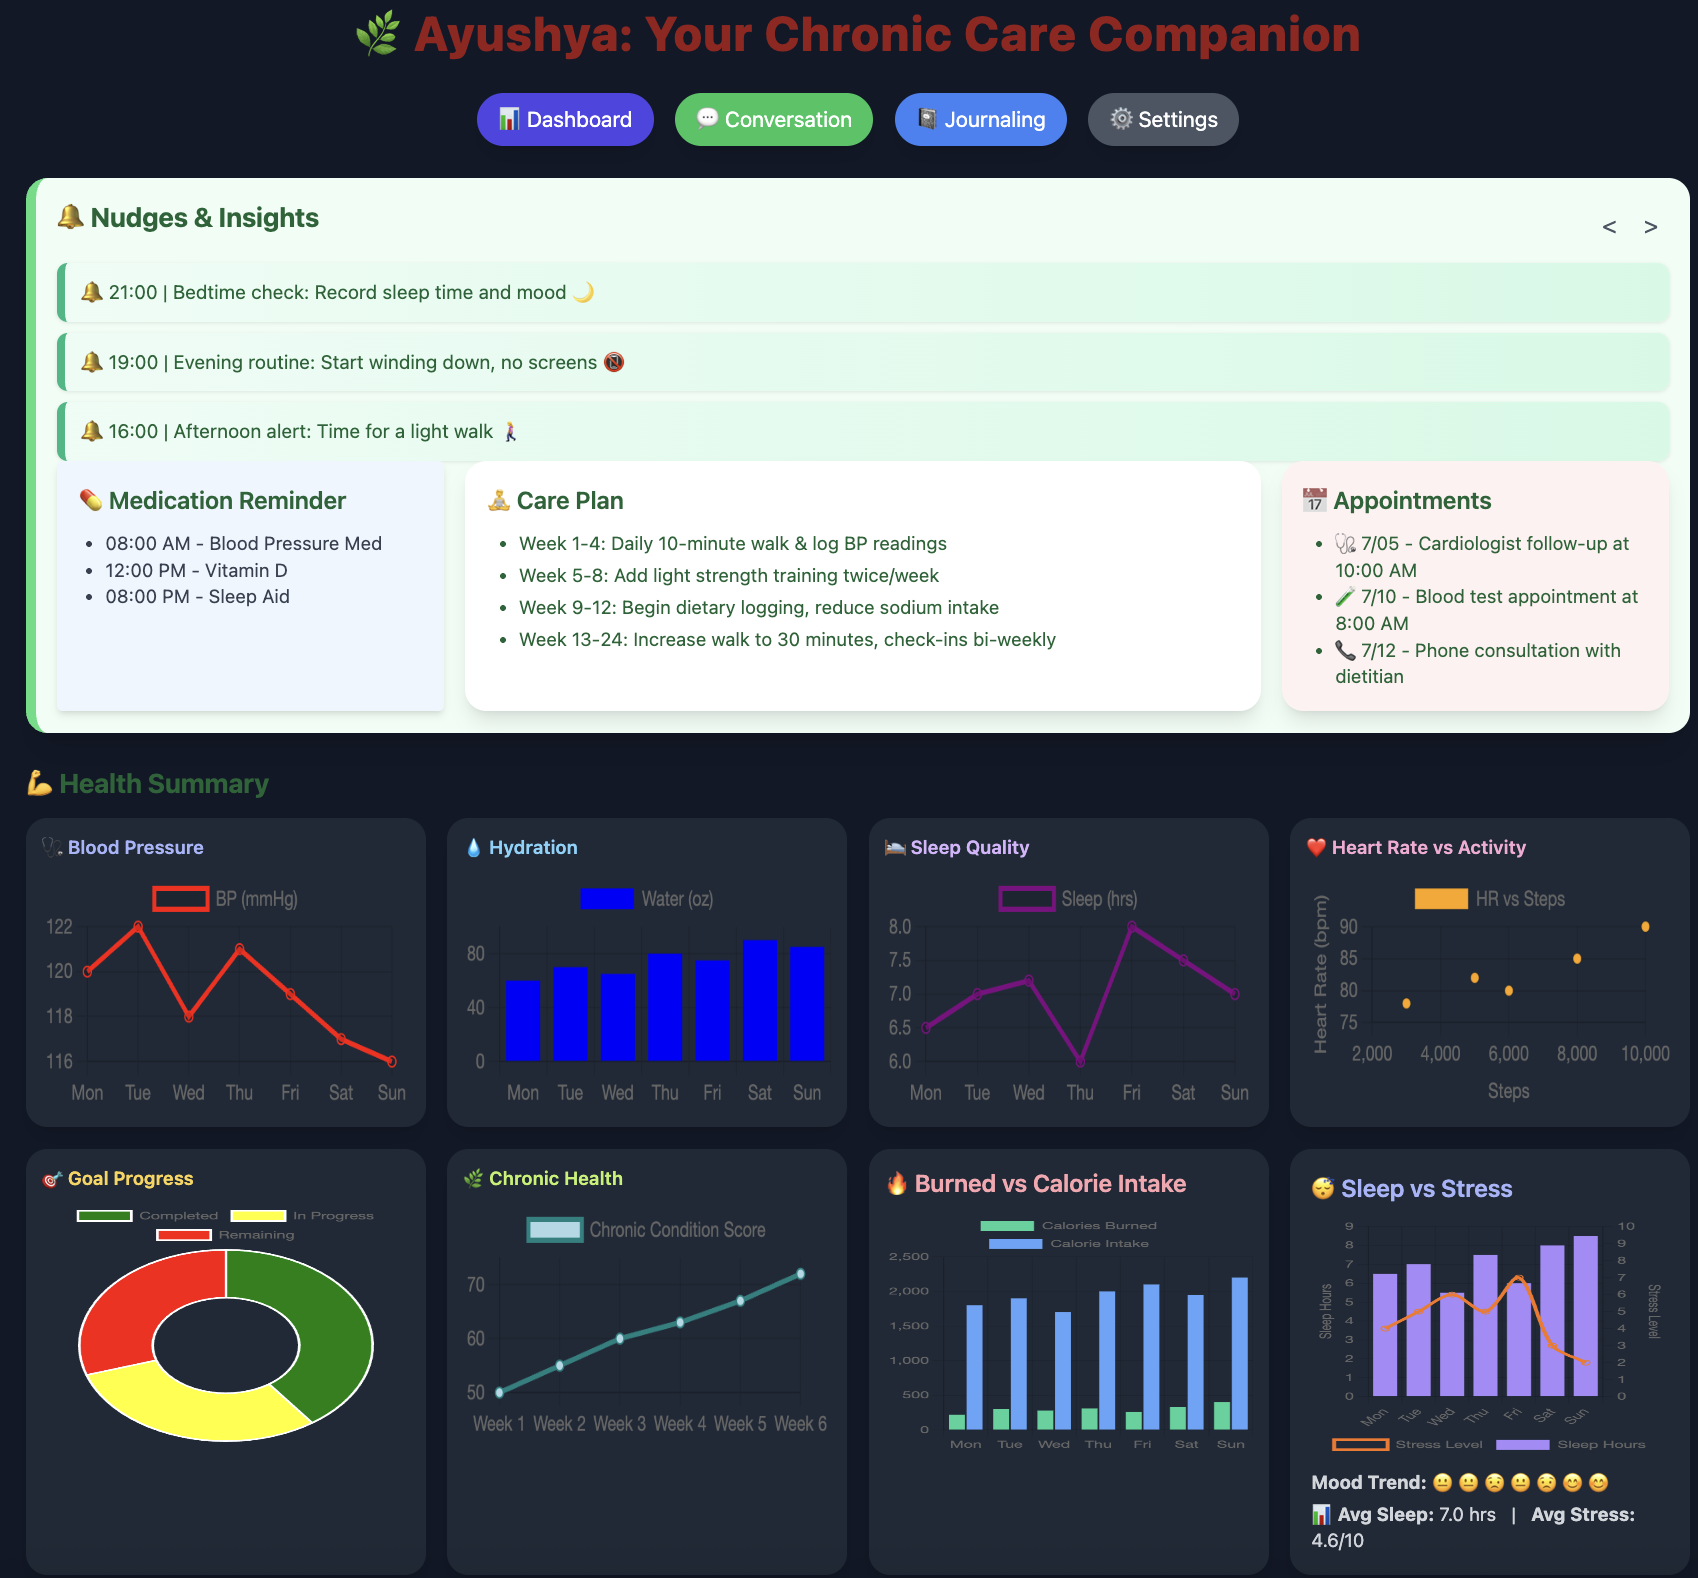 🌿 Ayushya: Your Chronic Care Companion
📊 Dashboard
💬 Conversation
📓 Journaling
⚙️ Settings
🔔 Nudges & Insights
< >
🔔 21:00 | Bedtime check: Record sleep time and mood 🌙
🔔 19:00 | Evening routine: Start winding down, no screens 📵
🔔 16:00 | Afternoon alert: Time for a light walk 🚶‍♀️
💊 Medication Reminder
• 08:00 AM - Blood Pressure Med
• 12:00 PM - Vitamin D
• 08:00 PM - Sleep Aid
🧘 Care Plan
• Week 1-4: Daily 10-minute walk & log BP readings
• Week 5-8: Add light strength training twice/week
• Week 9-12: Begin dietary logging, reduce sodium intake
• Week 13-24: Increase walk to 30 minutes, check-ins bi-weekly
📅 Appointments
• 🩺 7/05 - Cardiologist follow-up at
10:00 AM
• 🧪 7/10 - Blood test appointment at
8:00 AM
• 📞 7/12 - Phone consultation with
dietitian
💪 Health Summary
🩺 Blood Pressure
BP (mmHg)
122
120
118
116
Mon Tue Wed Thu Fri Sat Sun
💧 Hydration
Water (oz)
80
40
0
Mon Tue Wed Thu Fri Sat Sun
🛌 Sleep Quality
Sleep (hrs)
8.0
7.5
7.0
6.5
6.0
Mon Tue Wed Thu Fri Sat Sun
❤️ Heart Rate vs Activity
HR vs Steps
Heart Rate (bpm)
90
85
80
75
2,000 4,000 6,000 8,000 10,000
Steps
🎯 Goal Progress
Completed In Progress
Remaining
🌿 Chronic Health
Chronic Condition Score
70
60
50
Week 1 Week 2 Week 3 Week 4 Week 5 Week 6
🔥 Burned vs Calorie Intake
Calories Burned
Calorie Intake
2,500
2,000
1,500
1,000
500
0
Mon Tue Wed Thu Fri Sat Sun
😴 Sleep vs Stress
Sleep Hours
9
8
7
6
5
4
3
2
1
0
10
9
8
7
6
5
4
3
2
1
0
Stress Level
Mon Tue Wed Thu Fri Sat Sun
Stress Level Sleep Hours
Mood Trend: 😐 😐 😟 😐 😟 😊 😊
📊 Avg Sleep: 7.0 hrs | Avg Stress:
4.6/10